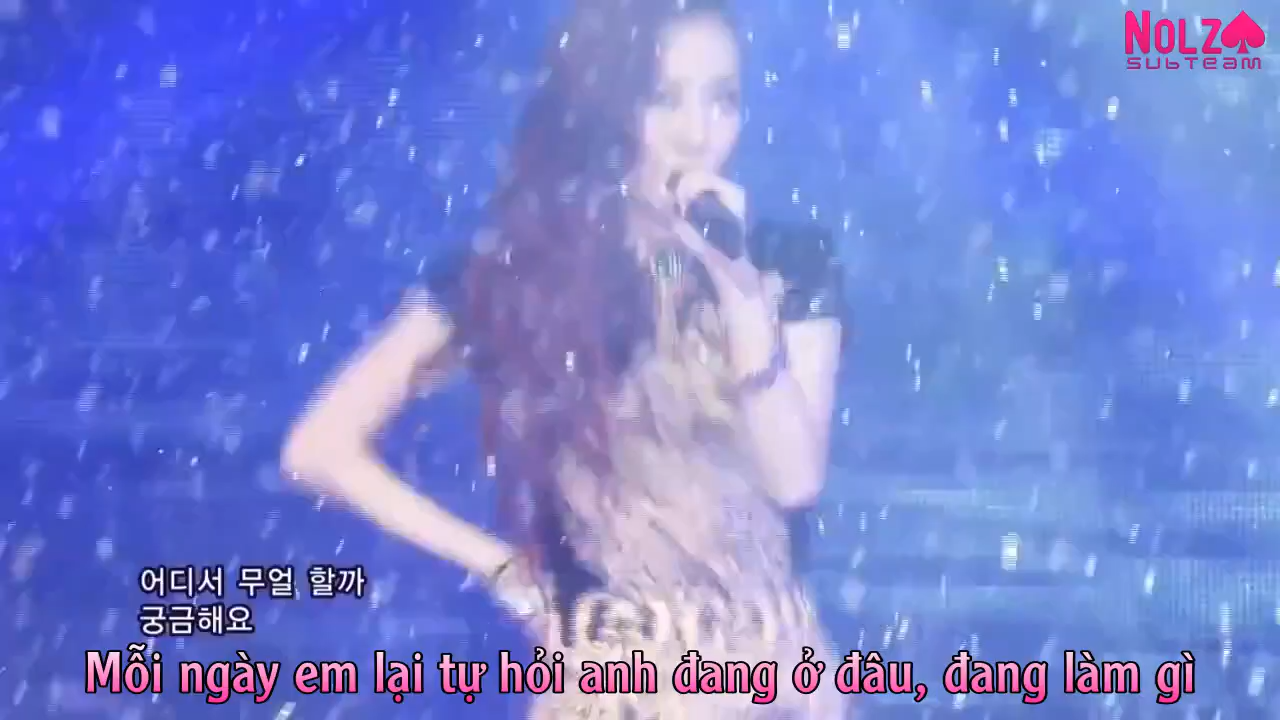 NOLZ♠
SUBTEAM
어디서 무얼 할까
궁금해요
Mỗi ngày em lại tự hỏi anh đang ở đâu, đang làm gì